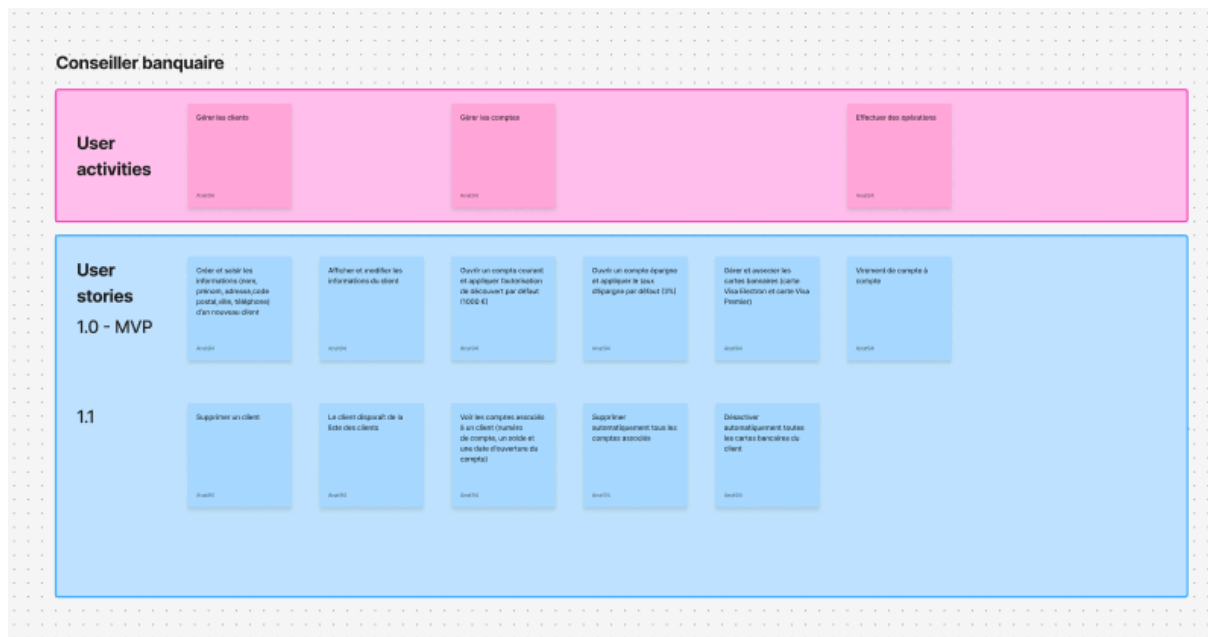 Conseiller banquaire
User
activities
Gérer les clients
Gérer les comptes
Effectuer des opérations
User
stories
1.0 - MVP
Créer et saisir les
informations (nom,
prénom, adresse,code
postal,ville, téléphone)
d'un nouveau client
Afficher et modifier les
informations du client
Ouvrir un compte courant
et appliquer l'autorisation
de découvert par défaut
(1000 €)
Ouvrir un compte épargne
et appliquer le taux
d'épargne par défaut (3%)
Gérer et associer les
cartes bancaires (carte
Visa Electron et carte Visa
Premier)
Virement de compte à
compte
1.1
Supprimer un client
Le client disparaît de la
liste des clients
Voir les comptes associés
à un client (numéro
de compte, un solde et
une date d'ouverture du
compte)
Supprimer
automatiquement tous les
comptes associés
Désactiver
automatiquement toutes
les cartes bancaires du
client